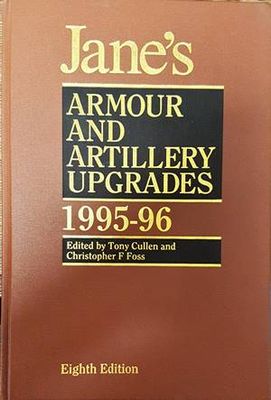 Jane's
ARMOUR
AND
ARTILLERY
UPGRADES
1995-96
Edited by Tony Cullen and
Christopher F Foss
Eighth Edition